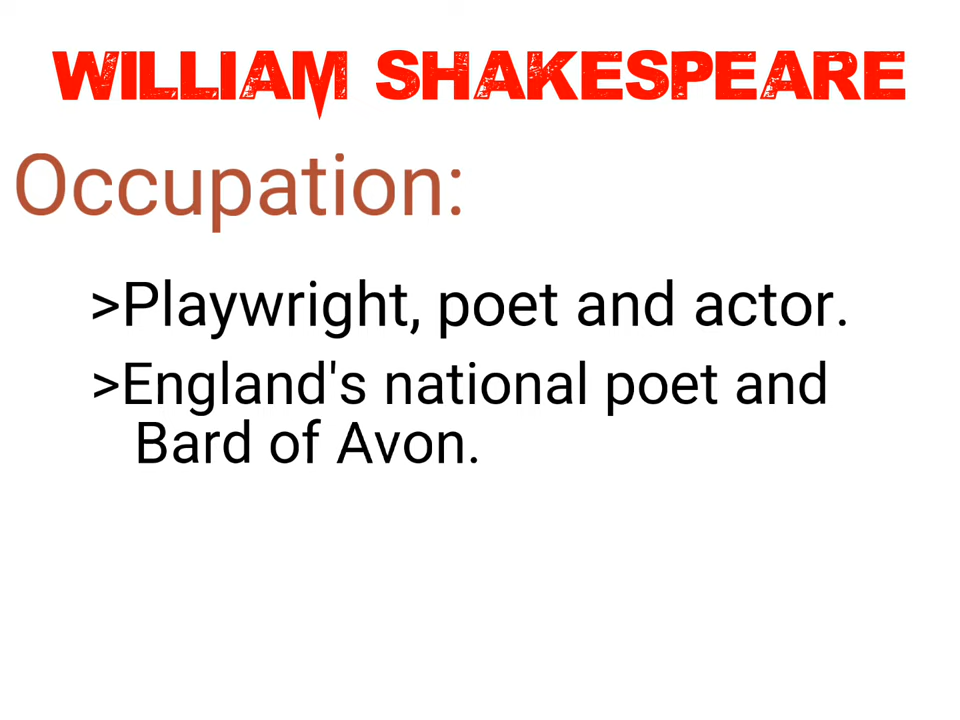 WILLIAM SHAKESPEARE
Occupation:
>Playwright, poet and actor.
>England's national poet and
Bard of Avon.